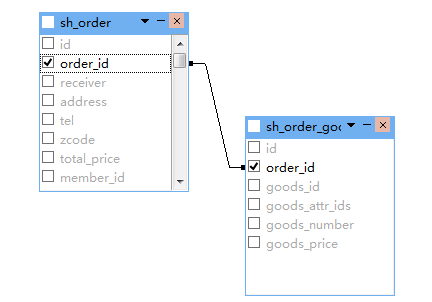 sh_order
id
order_id
receiver
address
tel
zcode
total_price
member_id
sh_order_goo
id
order_id
goods_id
goods_attr_ids
goods_number
goods_price